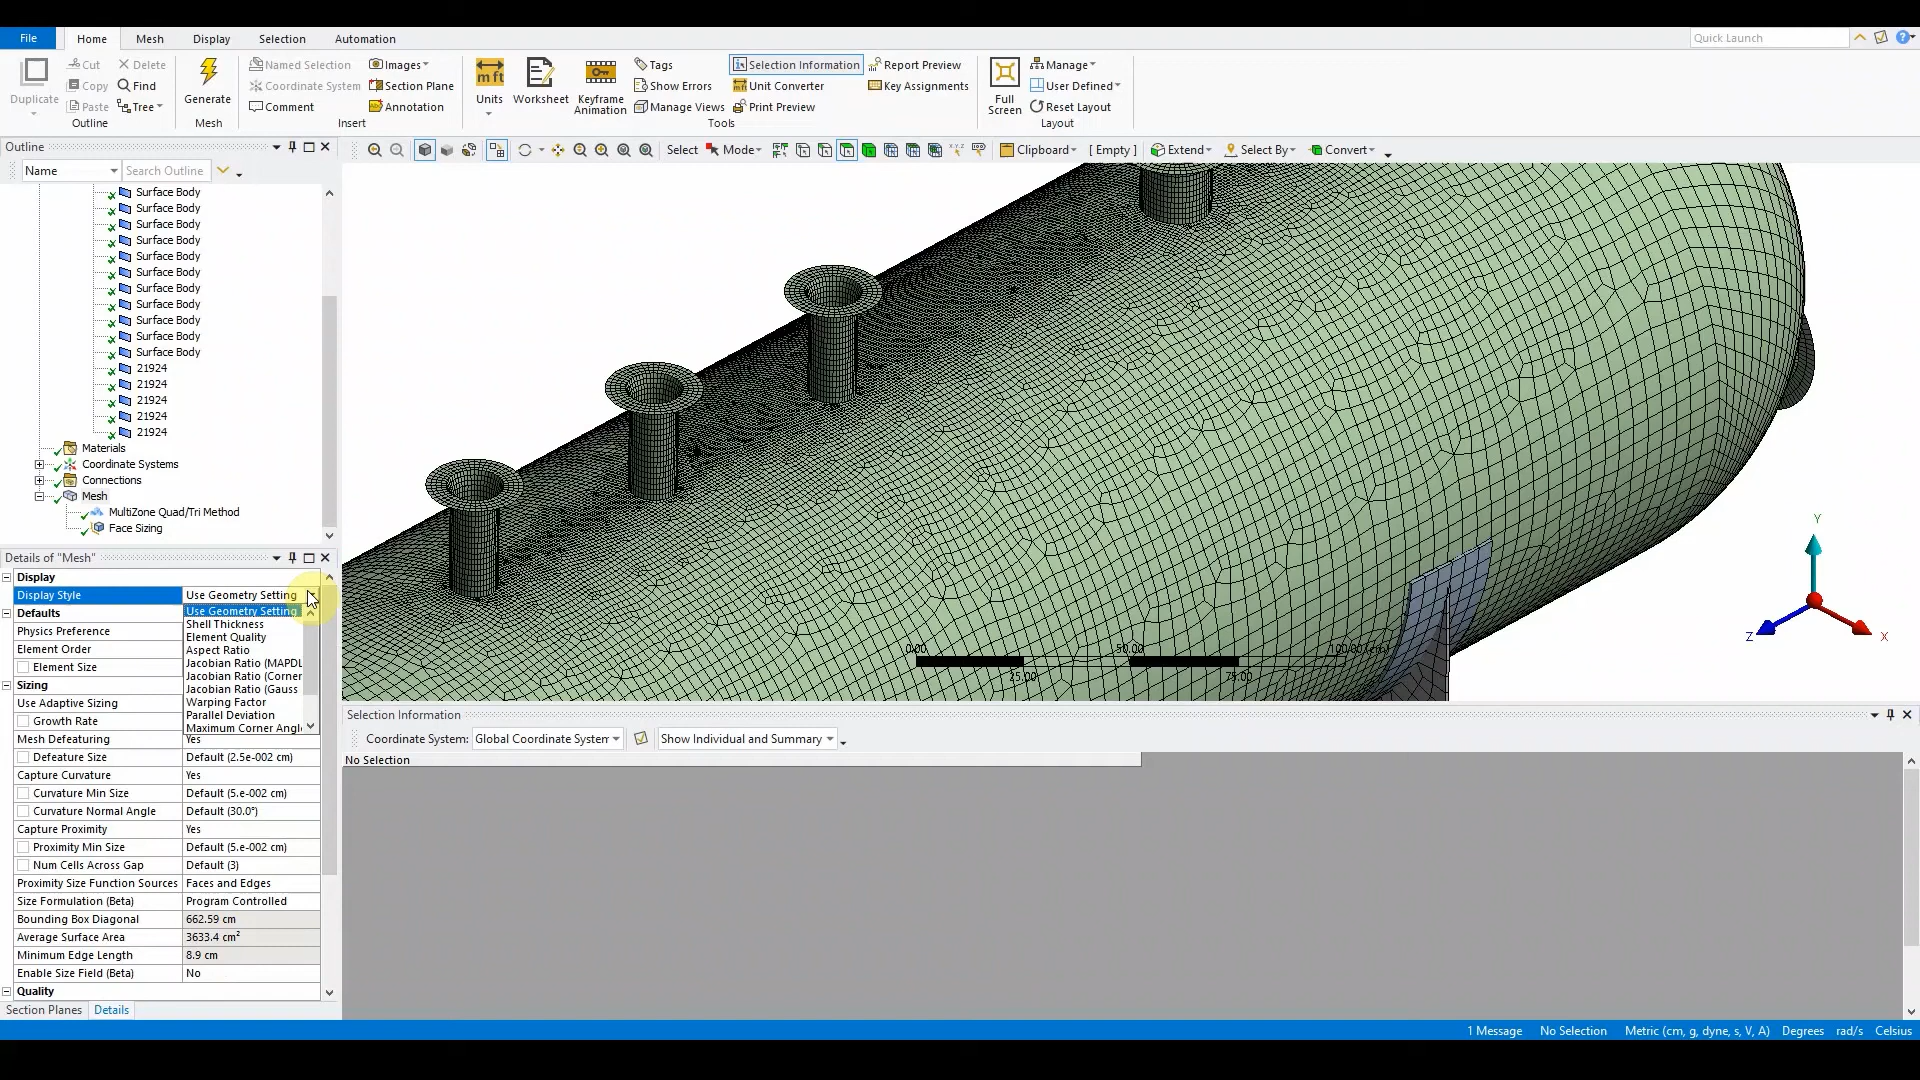 File
Home
Mesh
Display
Selection
Automation
Quick Launch
Duplicate
Cut
Copy
Paste
Delete
Find
Tree
Outline
Generate
Mesh
Named Selection
Coordinate System
Comment
Images
Section Plane
Annotation
Insert
m ft
Units
Worksheet
Keyframe Animation
Tags
Show Errors
Manage Views
Selection Information
Unit Converter
Print Preview
Report Preview
Key Assignments
Tools
Full Screen
Manage
User Defined
Reset Layout
Layout
Outline
Select
Mode
Clipboard
[ Empty ]
Extend
Select By
Convert
Name
Search Outline
Surface Body
Surface Body
Surface Body
Surface Body
Surface Body
Surface Body
Surface Body
Surface Body
Surface Body
Surface Body
Surface Body
21924
21924
21924
21924
21924
Materials
Coordinate Systems
Connections
Mesh
MultiZone Quad/Tri Method
Face Sizing
Details of "Mesh"
Display
Display Style Use Geometry Setting
Use Geometry Setting
Shell Thickness
Element Quality
Aspect Ratio
Jacobian Ratio (MAPDL
Jacobian Ratio (Corner
Jacobian Ratio (Gauss
Warping Factor
Parallel Deviation
Maximum Corner Angle
Defaults
Physics Preference
Element Order
Element Size
Sizing
Use Adaptive Sizing
Growth Rate
Mesh Defeaturing Yes
Defeature Size Default (2.5e-002 cm)
Capture Curvature Yes
Curvature Min Size Default (5.e-002 cm)
Curvature Normal Angle Default (30.0°)
Capture Proximity Yes
Proximity Min Size Default (5.e-002 cm)
Num Cells Across Gap Default (3)
Proximity Size Function Sources Faces and Edges
Size Formulation (Beta) Program Controlled
Bounding Box Diagonal 662.59 cm
Average Surface Area 3633.4 cm²
Minimum Edge Length 8.9 cm
Enable Size Field (Beta) No
Quality
Section Planes
Details
0.00
50.00
100.00 (cm)
25.00
75.00
Y
Z
X
Selection Information
Coordinate System: Global Coordinate System
Show Individual and Summary
No Selection
1 Message
No Selection
Metric (cm, g, dyne, s, V, A)
Degrees
rad/s
Celsius